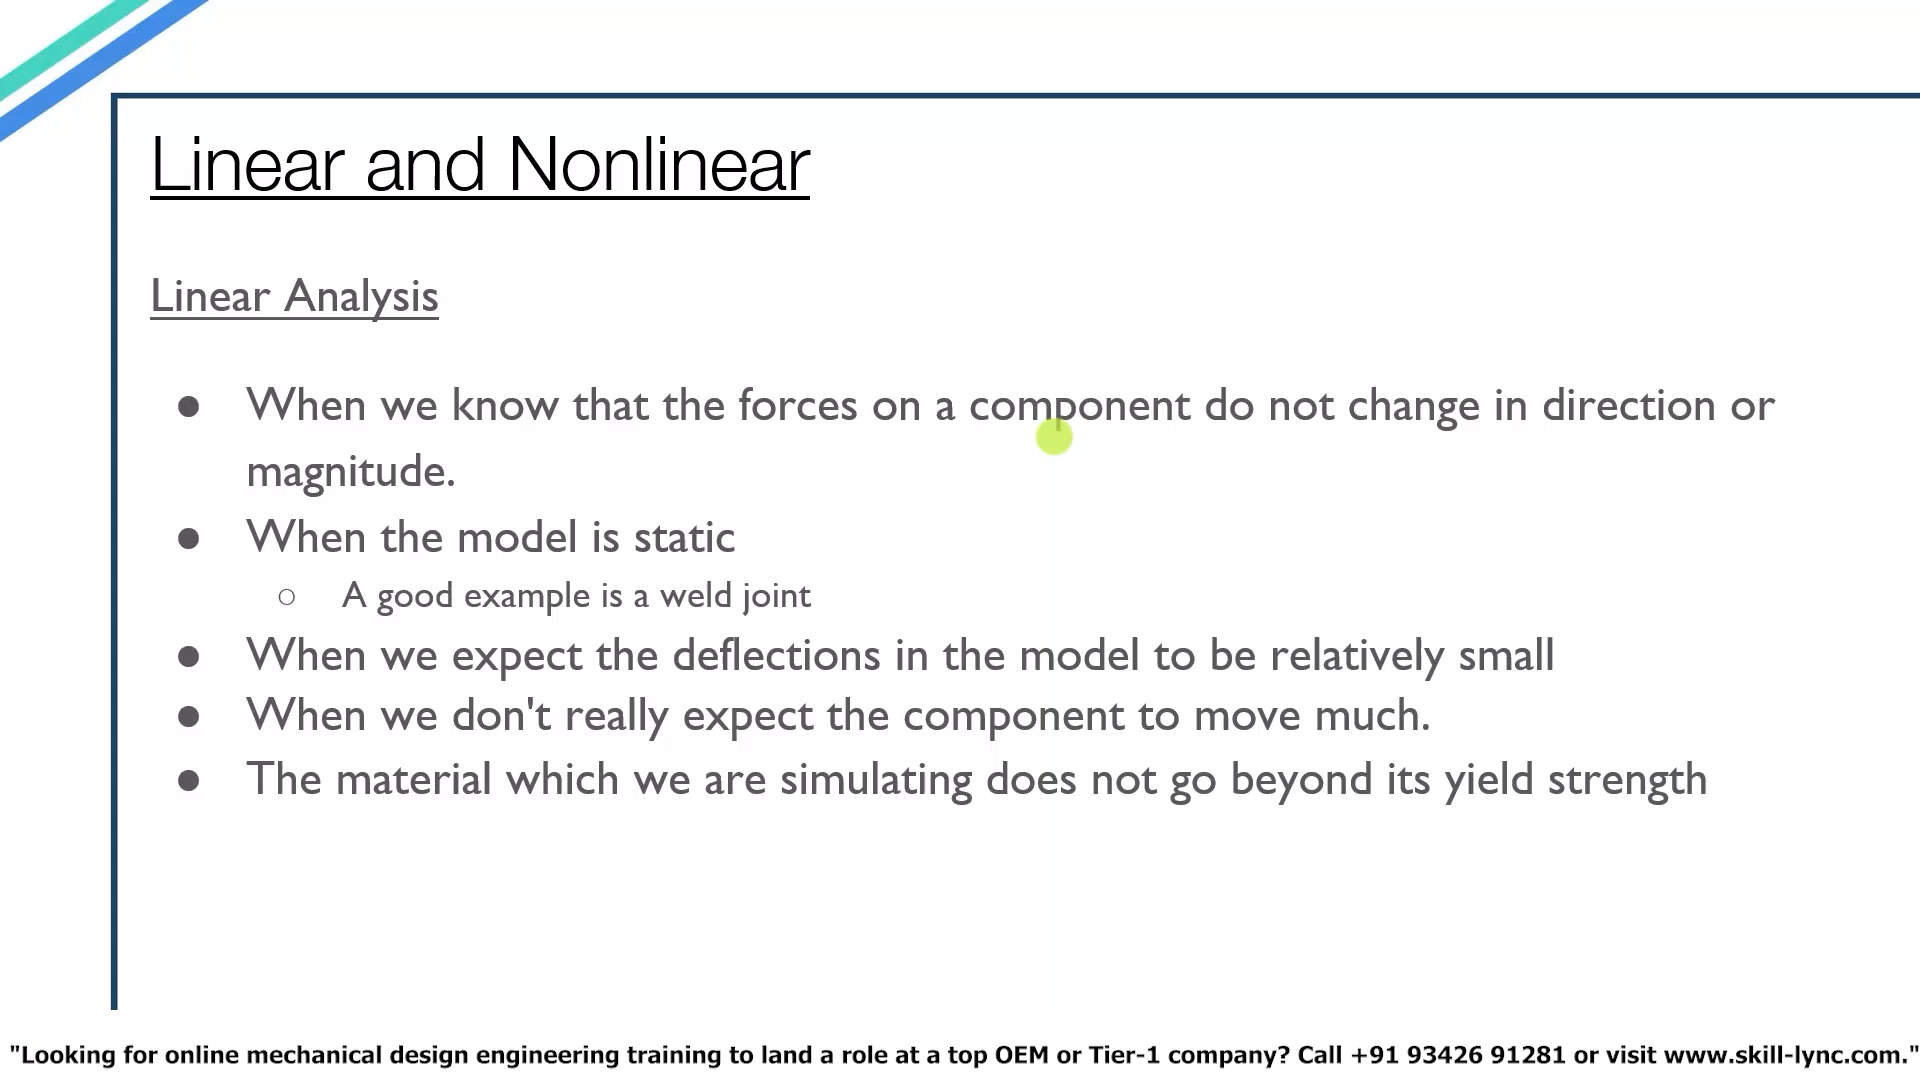 Linear and Nonlinear
Linear Analysis
● When we know that the forces on a component do not change in direction or
magnitude.
● When the model is static
○ A good example is a weld joint
● When we expect the deflections in the model to be relatively small
● When we don't really expect the component to move much.
● The material which we are simulating does not go beyond its yield strength
"Looking for online mechanical design engineering training to land a role at a top OEM or Tier-1 company? Call +91 93426 91281 or visit www.skill-lync.com."